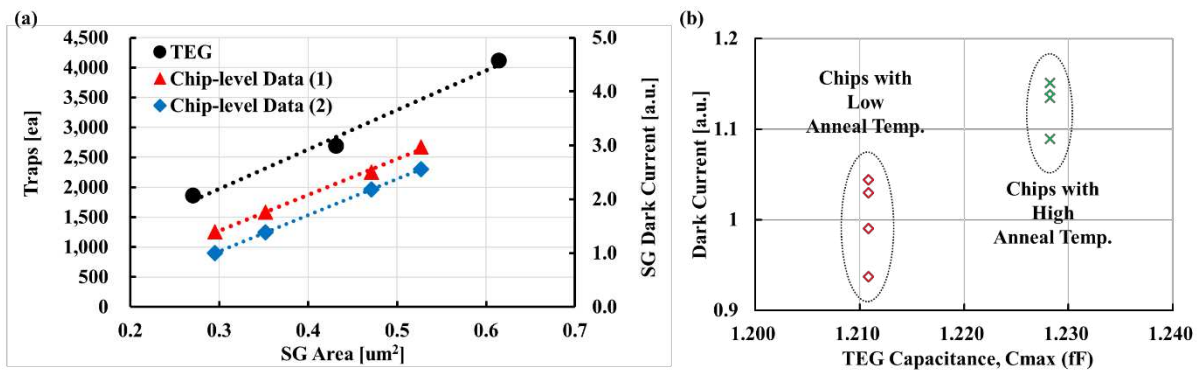 (a)
4,500
4,000
3,500
3,000
2,500
2,000
1,500
1,000
500
0
Traps [ea]
TEG
Chip-level Data (1)
Chip-level Data (2)
5.0
4.0
3.0
2.0
1.0
0.0
SG Dark Current [a.u.]
0.2 0.3 0.4 0.5 0.6 0.7
SG Area [um²]
(b)
1.2
1.1
1
0.9
Dark Current [a.u.]
Chips with
Low
Anneal Temp.
Chips with
High
Anneal Temp.
1.200 1.210 1.220 1.230 1.240
TEG Capacitance, Cmax (fF)